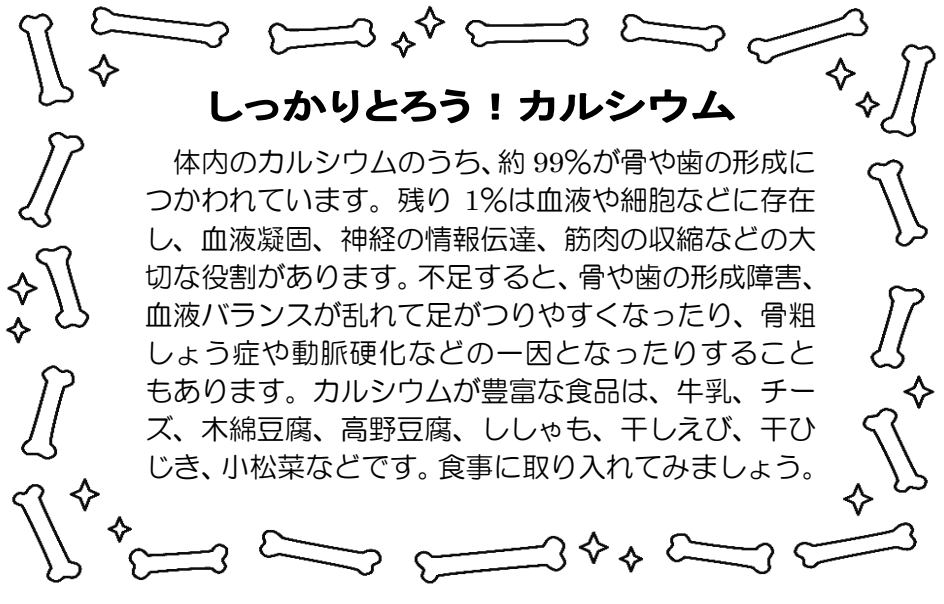 しっかりとろう！カルシウム
　体内のカルシウムのうち、約 99％が骨や歯の形成に
つかわれています。残り 1％は血液や細胞などに存在
し、血液凝固、神経の情報伝達、筋肉の収縮などの大
切な役割があります。不足すると、骨や歯の形成障害、
血液バランスが乱れて足がつりやすくなったり、骨粗
しょう症や動脈硬化などの一因となったりすること
もあります。カルシウムが豊富な食品は、牛乳、チー
ズ、木綿豆腐、高野豆腐、ししゃも、干しえび、干ひ
じき、小松菜などです。食事に取り入れてみましょう。